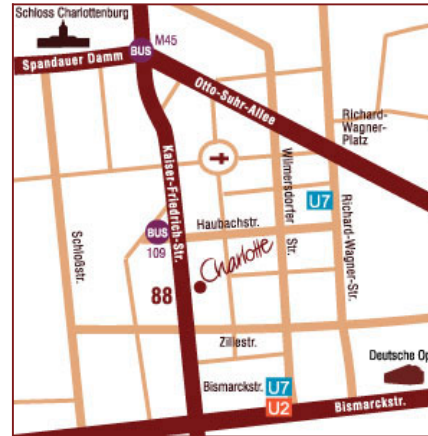 Schloss Charlottenburg
M45
BUS
Spandauer Damm
Otto-Suhr-Allee
Richard-
Wagner-
Platz
Kaiser-Friedrich-Str.
Wilmersdorfer
Str.
U7
Richard-Wagner-Str.
Schloßstr.
BUS
109
Haubachstr.
Charlotte
88
Zillestr.
Deutsche Op
Bismarckstr.
U7
U2
Bismarckstr.